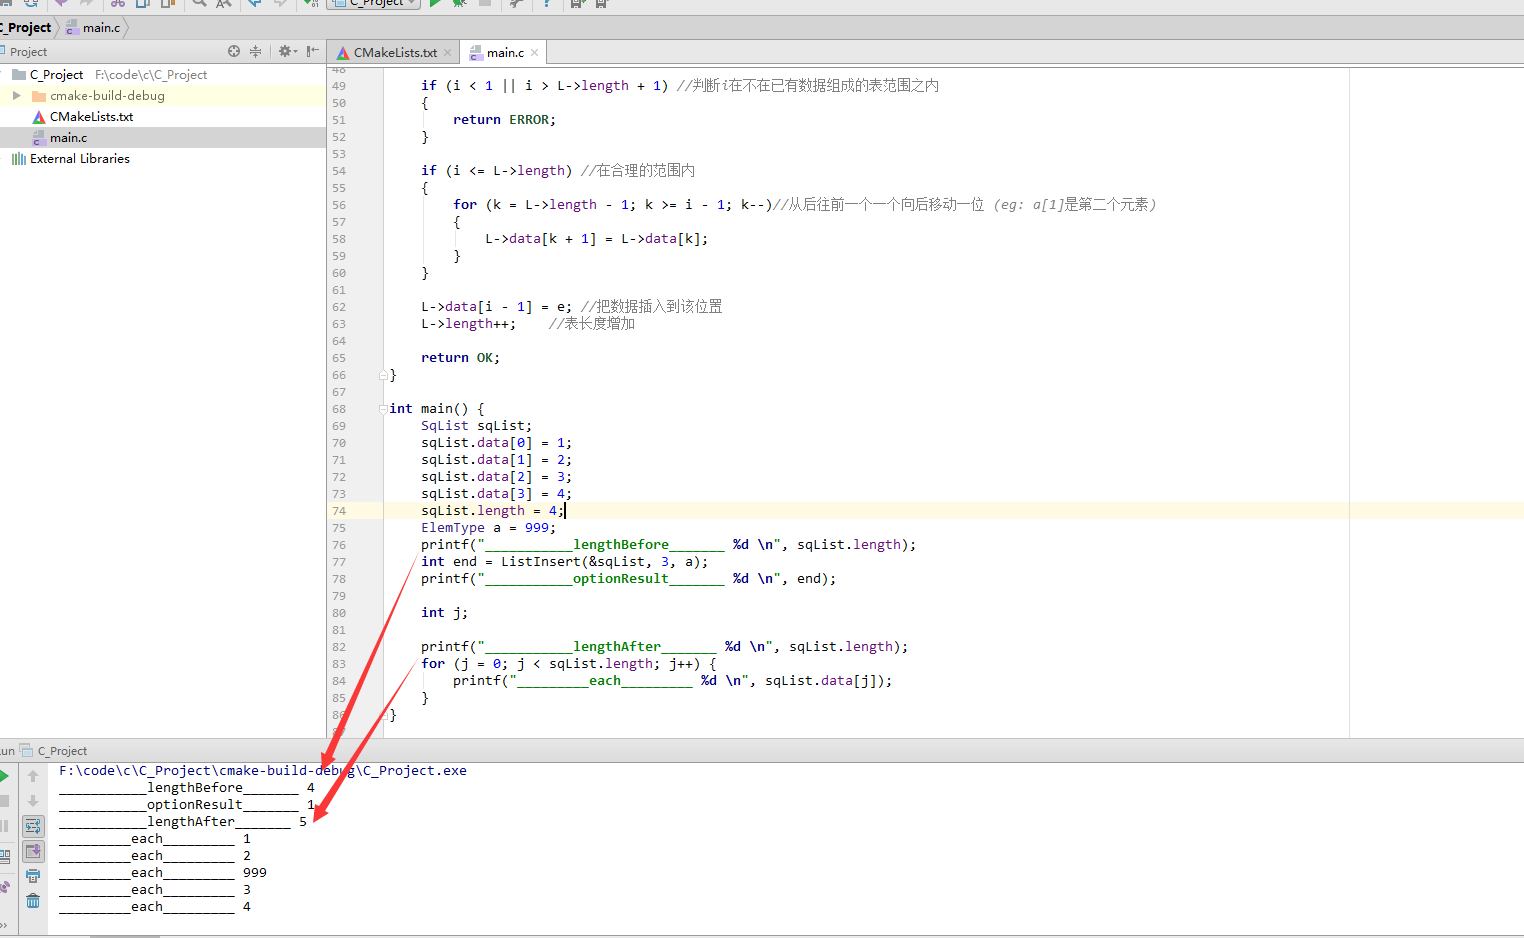 C_Project
C_Project
main.c
Project
CMakeLists.txt
main.c
C_Project F:\code\c\C_Project
cmake-build-debug
CMakeLists.txt
main.c
External Libraries
48
49 if (i < 1 || i > L->length + 1) //判断i在不在已有数据组成的表范围之内
50 {
51 return ERROR;
52 }
53
54 if (i <= L->length) //在合理的范围内
55 {
56 for (k = L->length - 1; k >= i - 1; k--)//从后往前一个一个向后移动一位 (eg: a[1]是第二个元素)
57 {
58 L->data[k + 1] = L->data[k];
59 }
60 }
61
62 L->data[i - 1] = e; //把数据插入到该位置
63 L->length++; //表长度增加
64
65 return OK;
66 }
67
68 int main() {
69 SqList sqList;
70 sqList.data[0] = 1;
71 sqList.data[1] = 2;
72 sqList.data[2] = 3;
73 sqList.data[3] = 4;
74 sqList.length = 4;
75 ElemType a = 999;
76 printf("___________lengthBefore_______ %d \n", sqList.length);
77 int end = ListInsert(&sqList, 3, a);
78 printf("___________optionResult_______ %d \n", end);
79
80 int j;
81
82 printf("___________lengthAfter_______ %d \n", sqList.length);
83 for (j = 0; j < sqList.length; j++) {
84 printf("_________each_________ %d \n", sqList.data[j]);
85 }
86 }
87
un C_Project
F:\code\c\C_Project\cmake-build-debug\C_Project.exe
___________lengthBefore_______ 4
___________optionResult_______ 1
___________lengthAfter_______ 5
_________each_________ 1
_________each_________ 2
_________each_________ 999
_________each_________ 3
_________each_________ 4